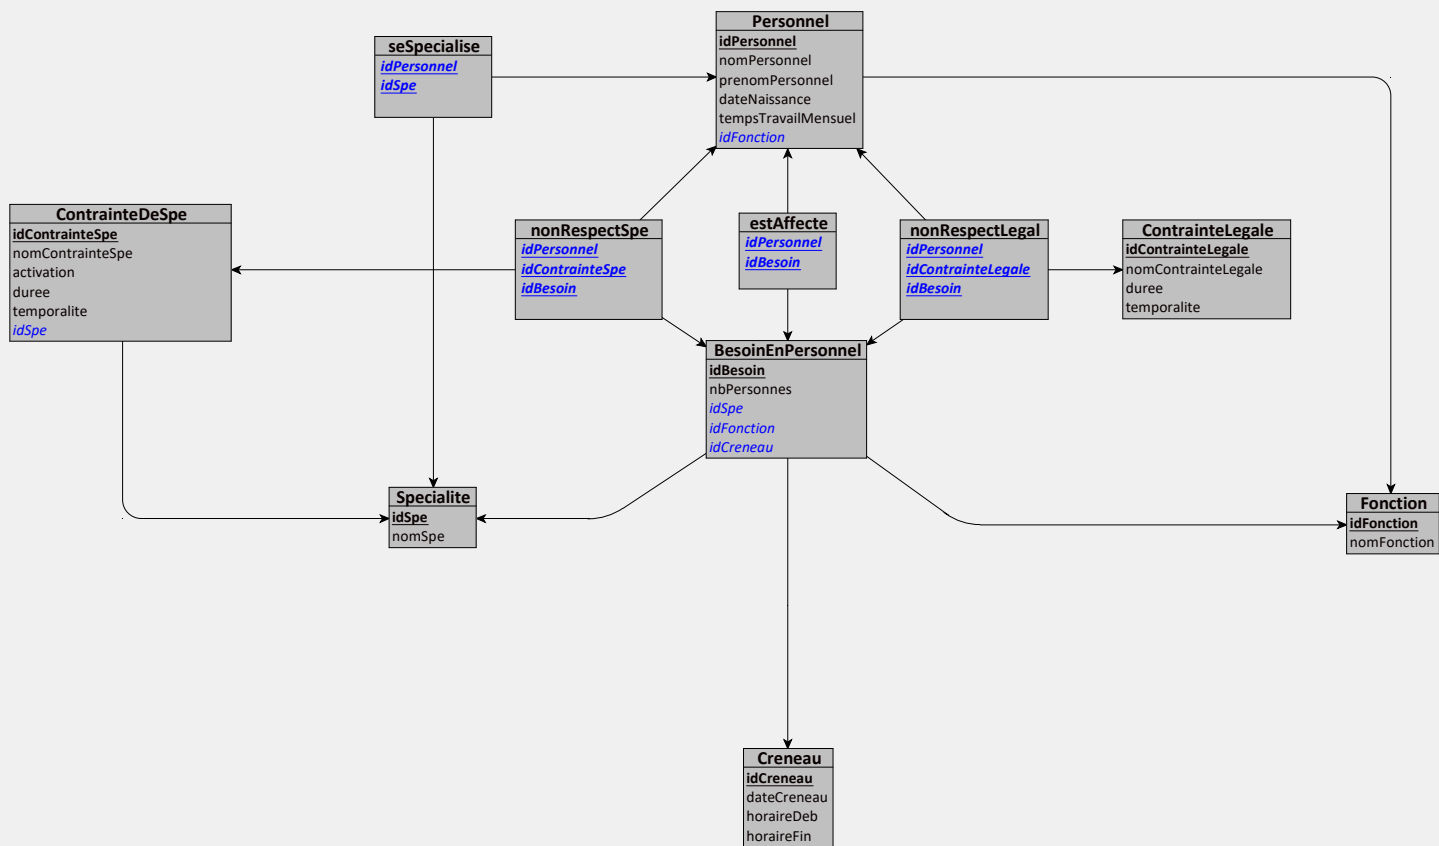 Personnel
idPersonnel
nomPersonnel
prenomPersonnel
dateNaissance
tempsTravailMensuel
idFonction
seSpecialise
idPersonnel
idSpe
ContrainteDeSpe
idContrainteSpe
nomContrainteSpe
activation
duree
temporalite
idSpe
nonRespectSpe
idPersonnel
idContrainteSpe
idBesoin
estAffecte
idPersonnel
idBesoin
nonRespectLegal
idPersonnel
idContrainteLegale
idBesoin
ContrainteLegale
idContrainteLegale
nomContrainteLegale
duree
temporalite
BesoinEnPersonnel
idBesoin
nbPersonnes
idSpe
idFonction
idCreneau
Specialite
idSpe
nomSpe
Fonction
idFonction
nomFonction
Creneau
idCreneau
dateCreneau
horaireDeb
horaireFin